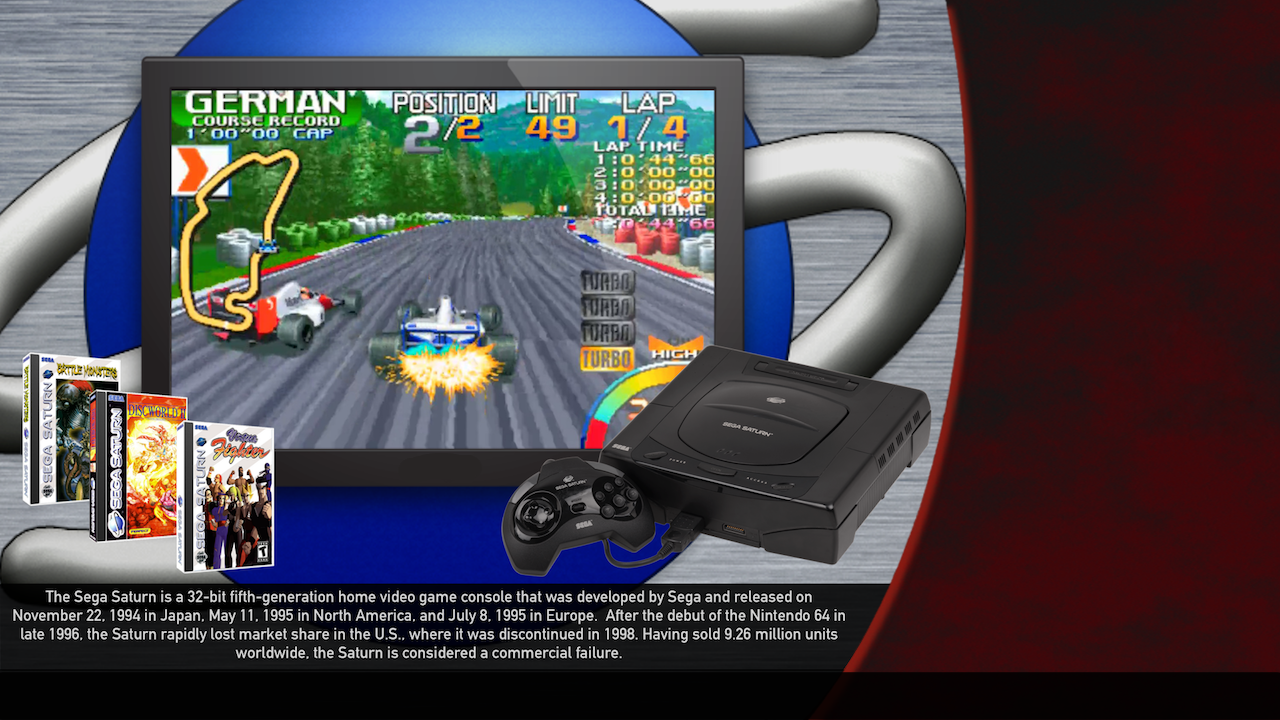 GERMAN
COURSE RECORD
1'00"00 CAP
POSITION
2/2
LIMIT
49
LAP
1/4
LAP TIME
1:0'44"66
2:0'00"00
3:0'00"00
4:0'00"00
TOTAL TIME
0'44"66
TURBO
TURBO
TURBO
TURBO
HIGH
SEGA
BATTLE MONSTERS
SEGA SATURN
SEGA
DISCWORLD
SEGA SATURN
SEGA
Virtua
Fighter
SEGA SATURN
T
SEGA SATURN
SEGA
SEGA SATURN
SEGA
The Sega Saturn is a 32-bit fifth-generation home video game console that was developed by Sega and released on
November 22, 1994 in Japan, May 11, 1995 in North America, and July 8, 1995 in Europe.  After the debut of the Nintendo 64 in
late 1996, the Saturn rapidly lost market share in the U.S., where it was discontinued in 1998. Having sold 9.26 million units
worldwide, the Saturn is considered a commercial failure.